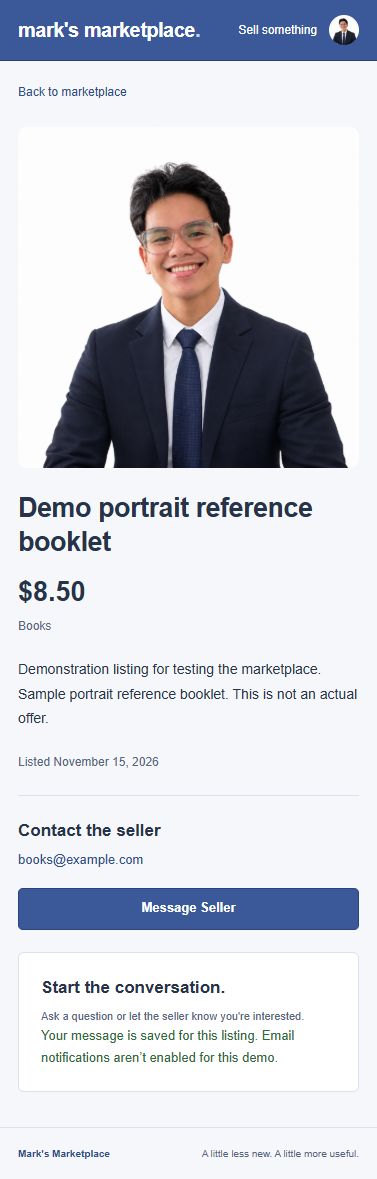 mark's marketplace.
Sell something
Back to marketplace
Demo portrait reference
booklet
$8.50
Books
Demonstration listing for testing the marketplace.
Sample portrait reference booklet. This is not an actual
offer.
Listed November 15, 2026
Contact the seller
books@example.com
Message Seller
Start the conversation.
Ask a question or let the seller know you're interested.
Your message is saved for this listing. Email
notifications aren’t enabled for this demo.
Mark's Marketplace
A little less new. A little more useful.